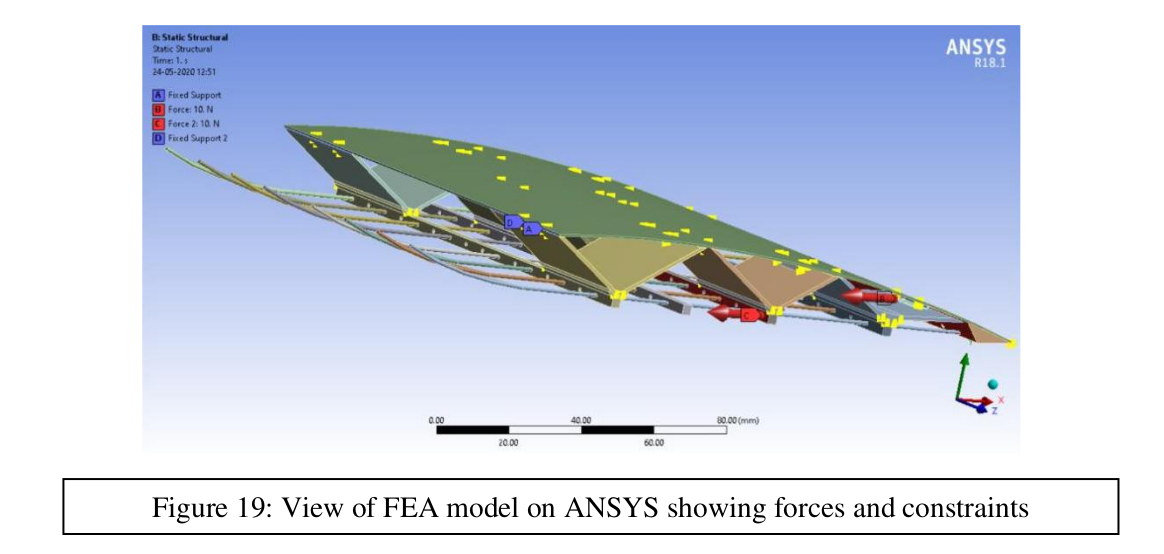 B: Static Structural
Static Structural
Time: 1. s
24-05-2020 12:51
A Fixed Support
B Force: 10. N
C Force 2: 10. N
D Fixed Support 2
ANSYS
R18.1
D
A
C
X
Z
0.00 40.00 80.00 (mm)
20.00 60.00
Figure 19: View of FEA model on ANSYS showing forces and constraints